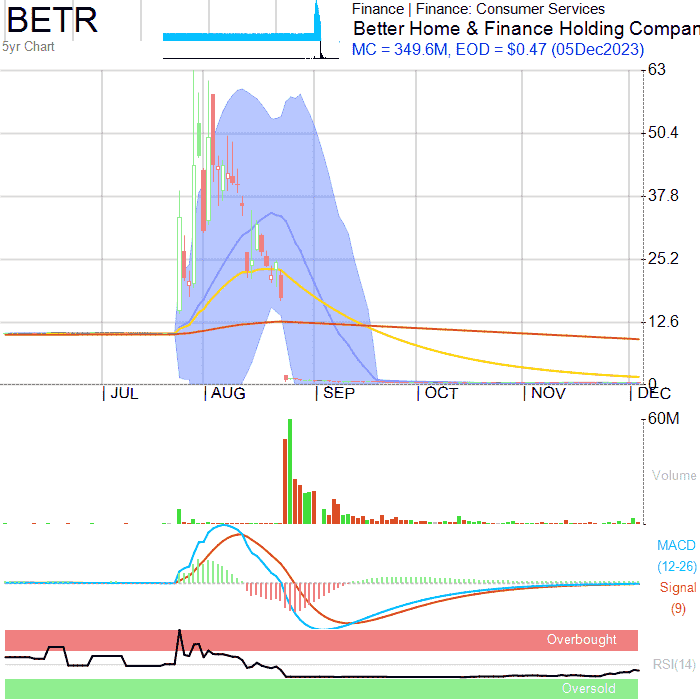 BETR
5yr Chart
Finance | Finance: Consumer Services
Better Home & Finance Holding Compan
MC = 349.6M, EOD = $0.47 (05Dec2023)
63
50.4
37.8
25.2
12.6
0
JUL AUG SEP OCT NOV DEC
60M
Volume
MACD
(12-26)
Signal
(9)
Overbought
RSI(14)
Oversold